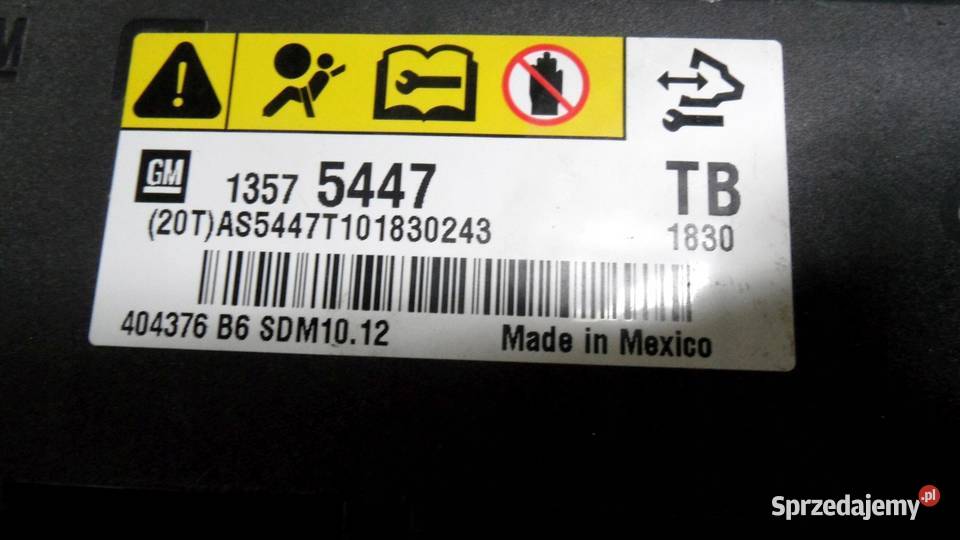 GM 1357 5447 TB
(20T)AS5447T101830243 1830
404376 B6 SDM10.12 Made in Mexico
Sprzedajemy.pl